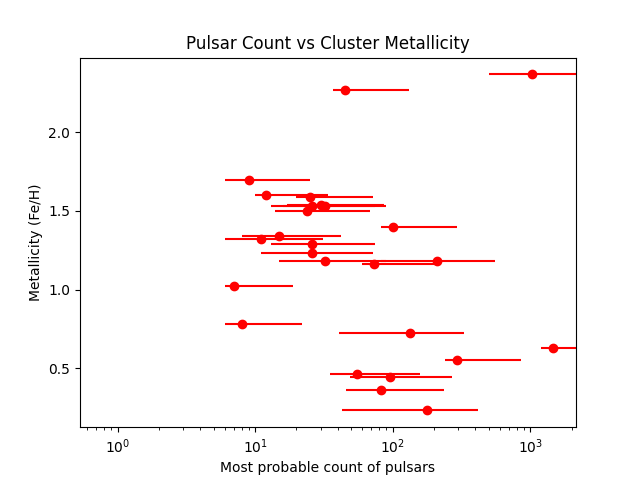 Pulsar Count vs Cluster Metallicity
Metallicity (Fe/H)
2.0
1.5
1.0
0.5
10⁰ 10¹ 10² 10³
Most probable count of pulsars